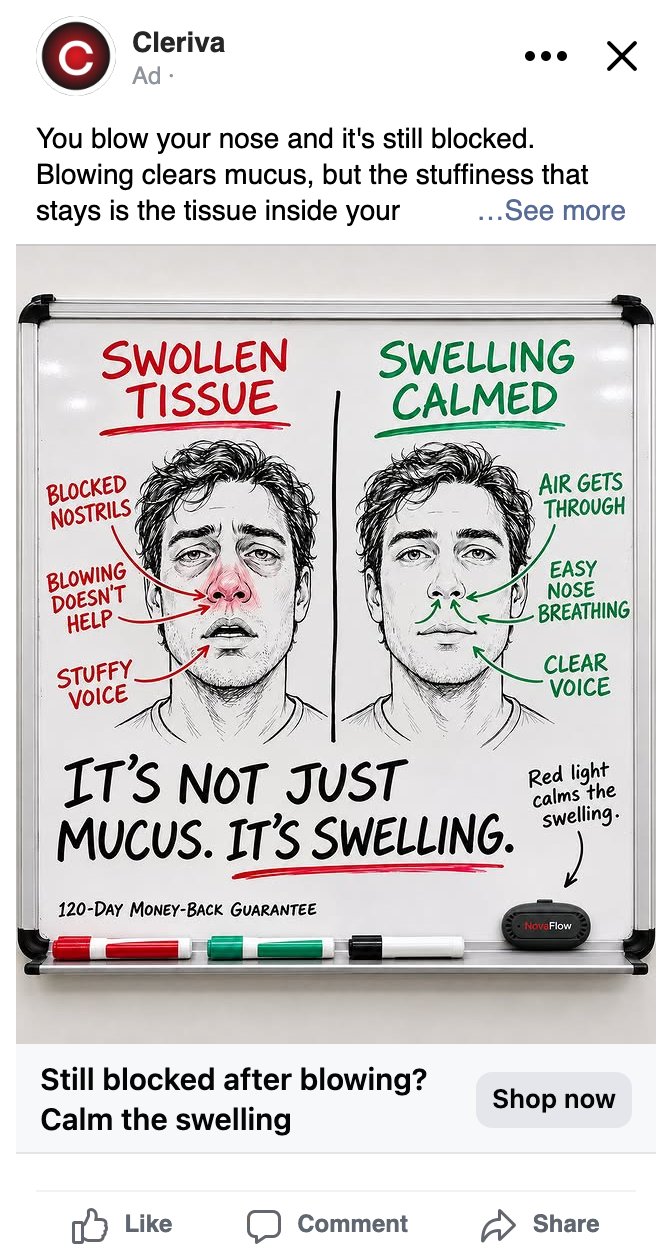 C
Cleriva
Ad ·
You blow your nose and it's still blocked.
Blowing clears mucus, but the stuffiness that
stays is the tissue inside your
...See more
SWOLLEN
TISSUE
BLOCKED
NOSTRILS
BLOWING
DOESN'T
HELP
STUFFY
VOICE
SWELLING
CALMED
AIR GETS
THROUGH
EASY
NOSE
BREATHING
CLEAR
VOICE
IT'S NOT JUST
MUCUS. IT'S SWELLING.
Red light
calms the
swelling.
120-DAY MONEY-BACK GUARANTEE
NovaFlow
Still blocked after blowing?
Calm the swelling
Shop now
Like
Comment
Share